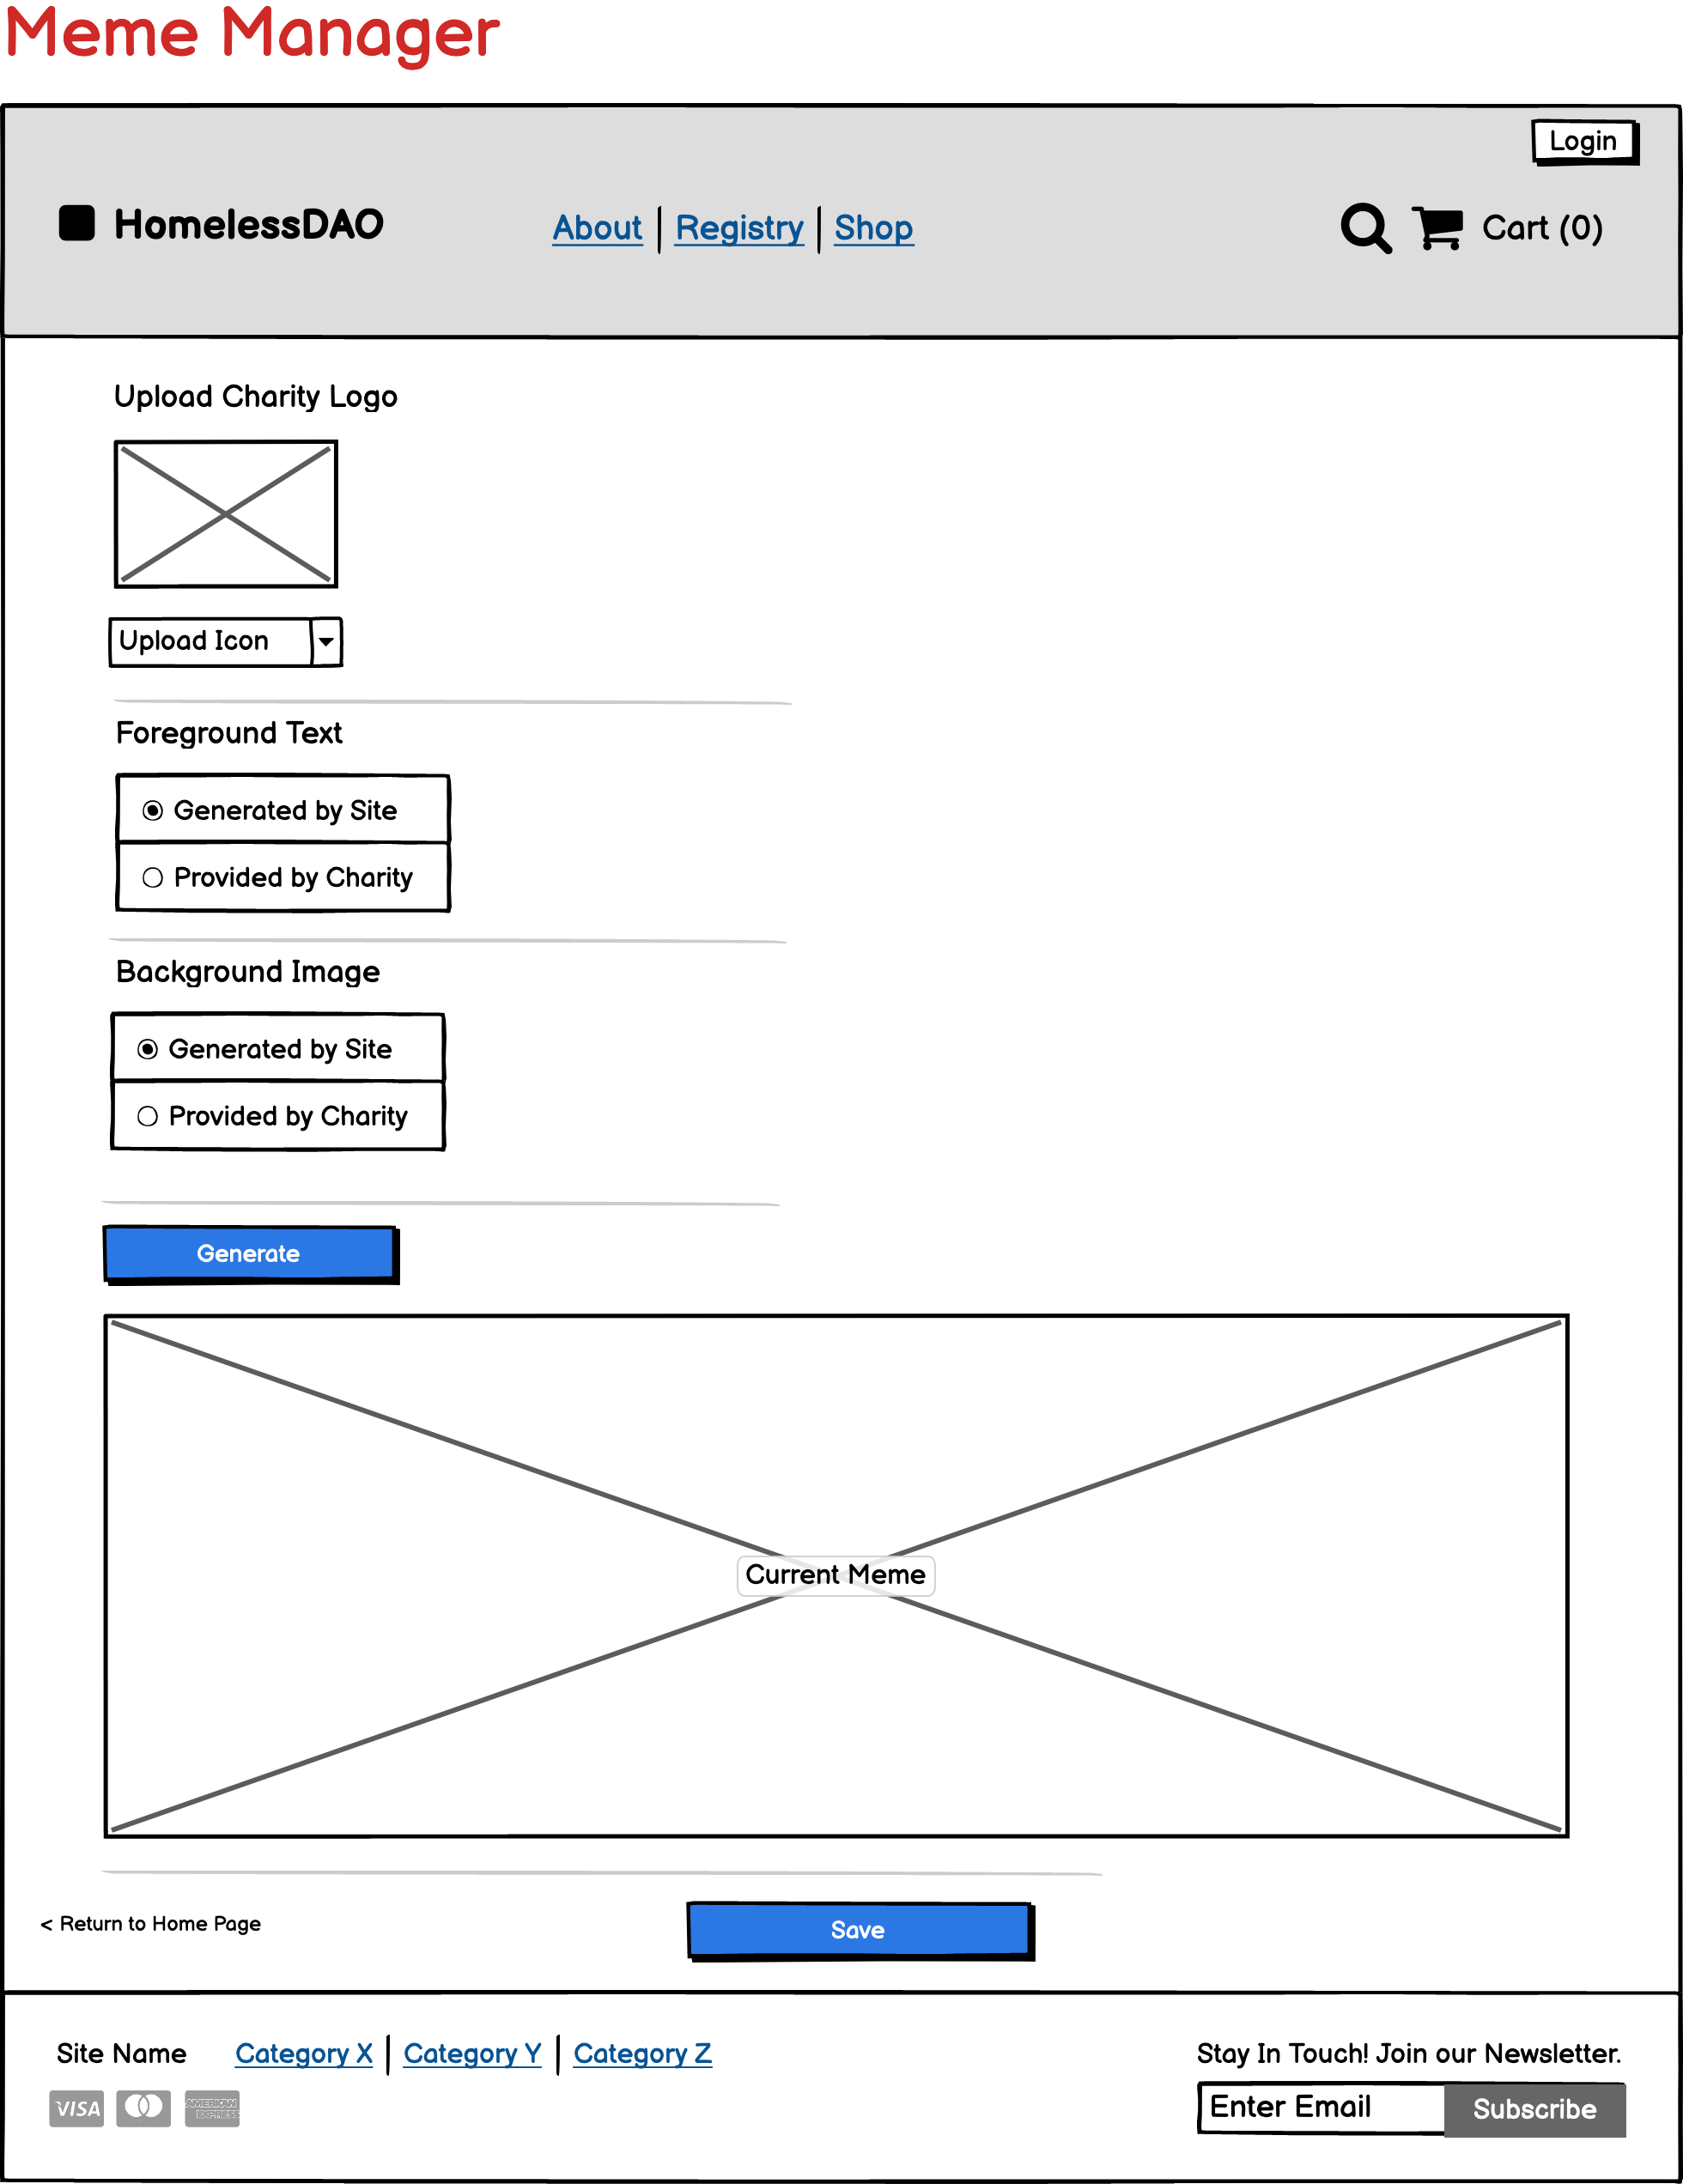 Meme Manager
Login
HomelessDAO
About
Registry
Shop
Cart (0)
Upload Charity Logo
Upload Icon
Foreground Text
Generated by Site
Provided by Charity
Background Image
Generated by Site
Provided by Charity
Generate
Current Meme
< Return to Home Page
Save
Site Name
Category X
Category Y
Category Z
Stay In Touch! Join our Newsletter.
VISA
AMERICAN
EXPRESS
Enter Email
Subscribe